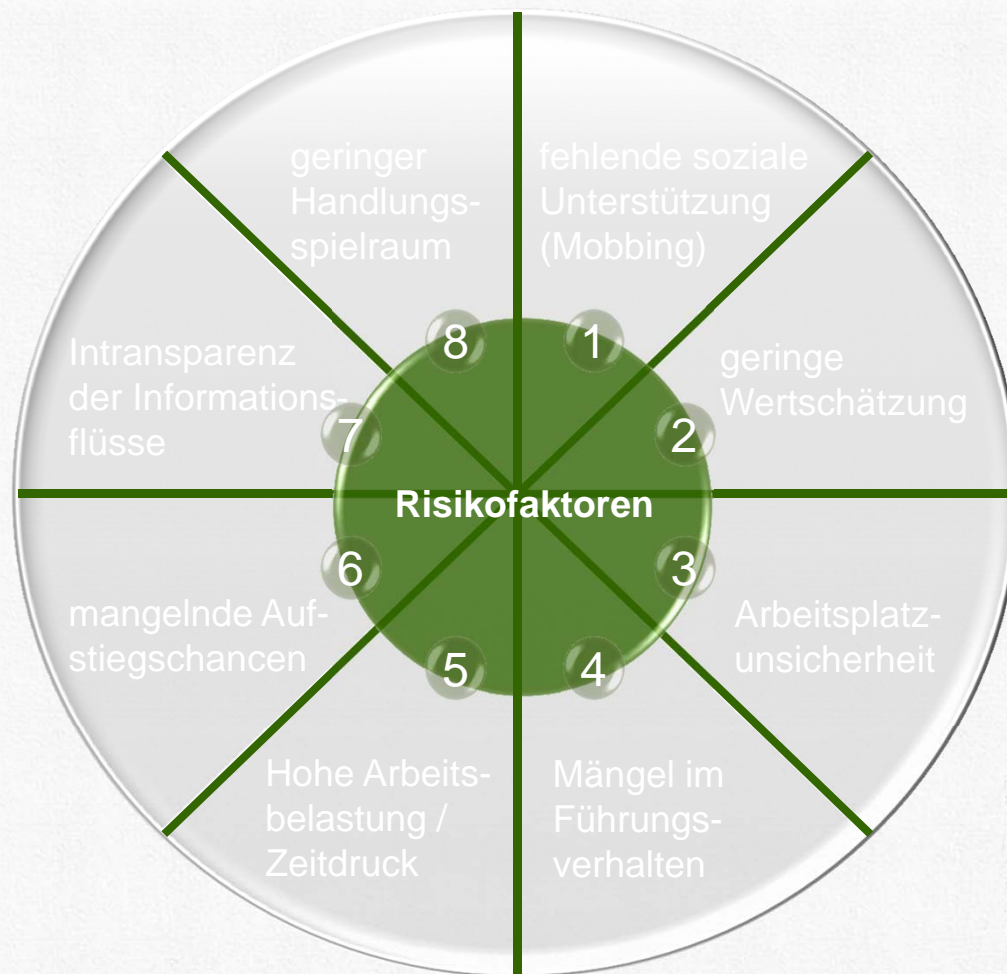 geringer
Handlungs-
spielraum
fehlende soziale
Unterstützung
(Mobbing)
8
1
Intransparenz
der Informations-
flüsse
geringe
Wertschätzung
7
2
Risikofaktoren
6
3
mangelnde Auf-
stiegschancen
Arbeitsplatz-
unsicherheit
5
4
Hohe Arbeits-
belastung /
Zeitdruck
Mängel im
Führungs-
verhalten